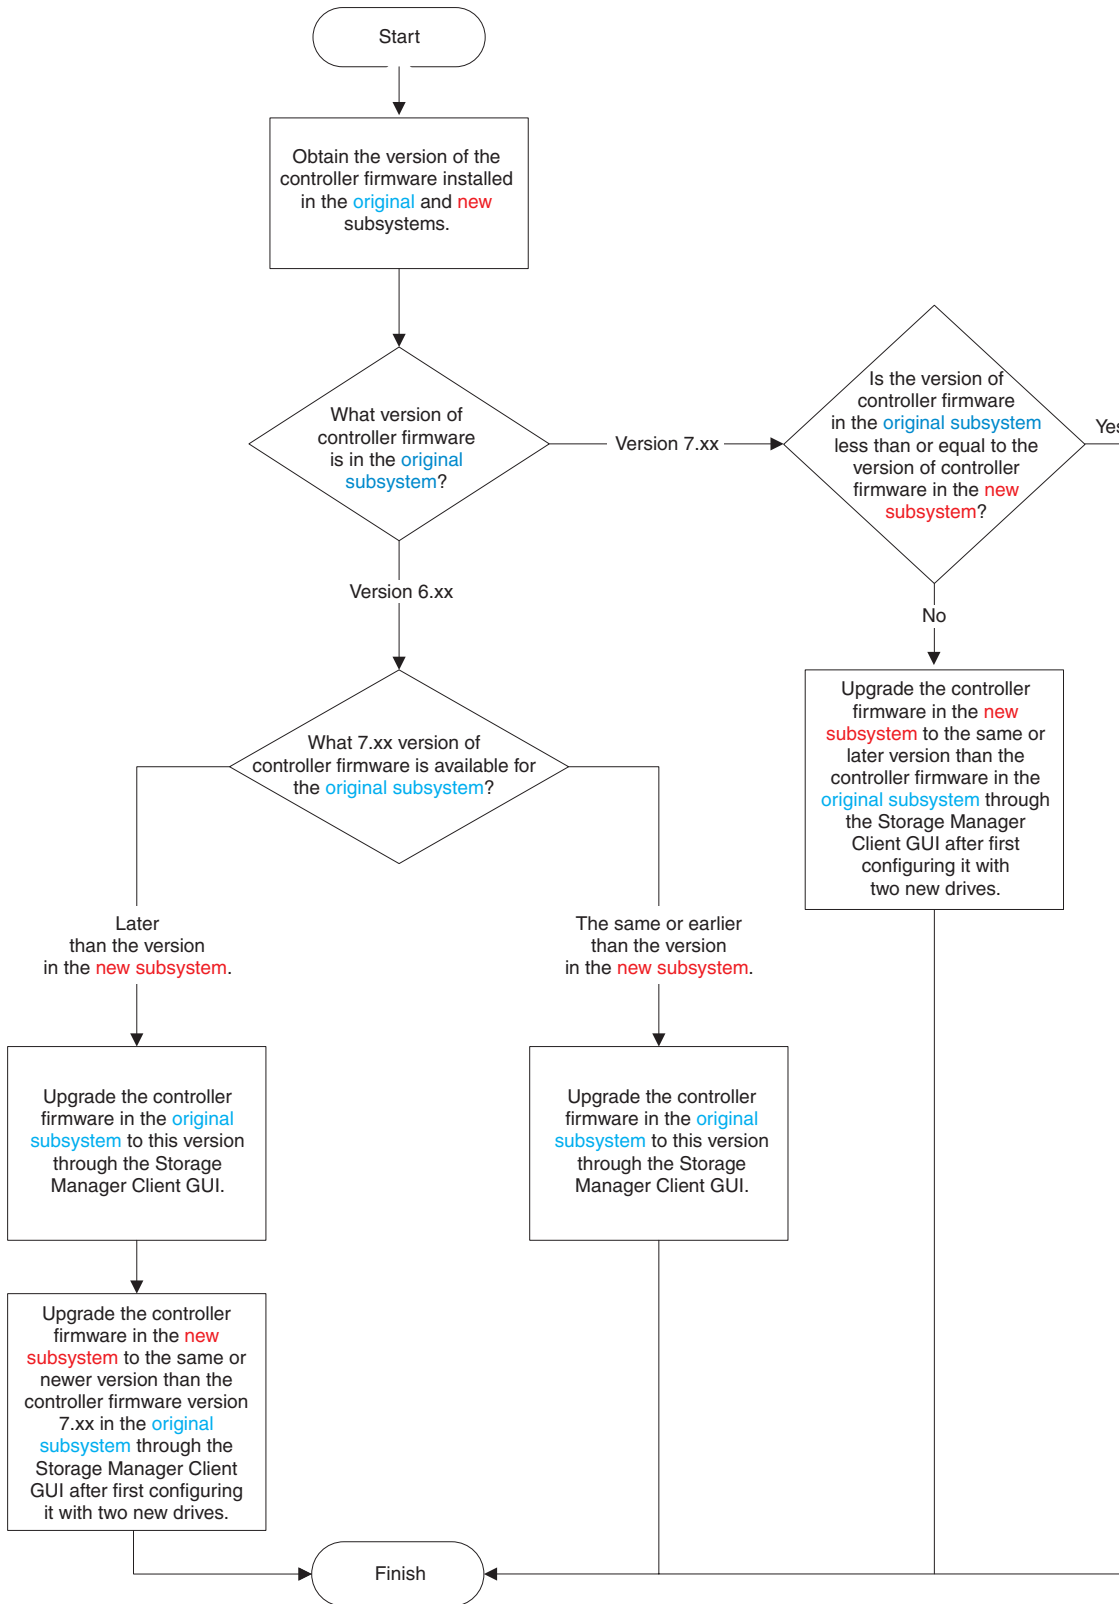 Start
Obtain the version of the
controller firmware installed
in the original and new
subsystems.
What version of
controller firmware
is in the original
subsystem?
Version 7.xx
Is the version of
controller firmware
in the original subsystem
less than or equal to the
version of controller
firmware in the new
subsystem?
Yes
Version 6.xx
No
What 7.xx version of
controller firmware is available for
the original subsystem?
Upgrade the controller
firmware in the new
subsystem to the same or
later version than the
controller firmware in the
original subsystem through
the Storage Manager
Client GUI after first
configuring it with
two new drives.
Later
than the version
in the new subsystem.
The same or earlier
than the version
in the new subsystem.
Upgrade the controller
firmware in the original
subsystem to this version
through the Storage
Manager Client GUI.
Upgrade the controller
firmware in the original
subsystem to this version
through the Storage
Manager Client GUI.
Upgrade the controller
firmware in the new
subsystem to the same or
newer version than the
controller firmware version
7.xx in the original
subsystem through the
Storage Manager Client
GUI after first configuring
it with two new drives.
Finish